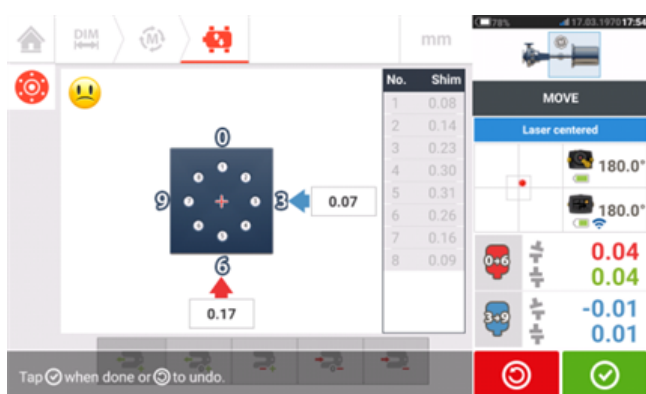 78% 17.03.1970 17:54
DIM
M
mm
No. Shim
1 0.08
2 0.14
3 0.23
4 0.30
5 0.31
6 0.26
7 0.16
8 0.09
0
9
3
0.07
6
0.17
Tap when done or to undo.
MOVE
Laser centered
180.0°
180.0°
0+6
0.04
0.04
3+9
-0.01
0.01